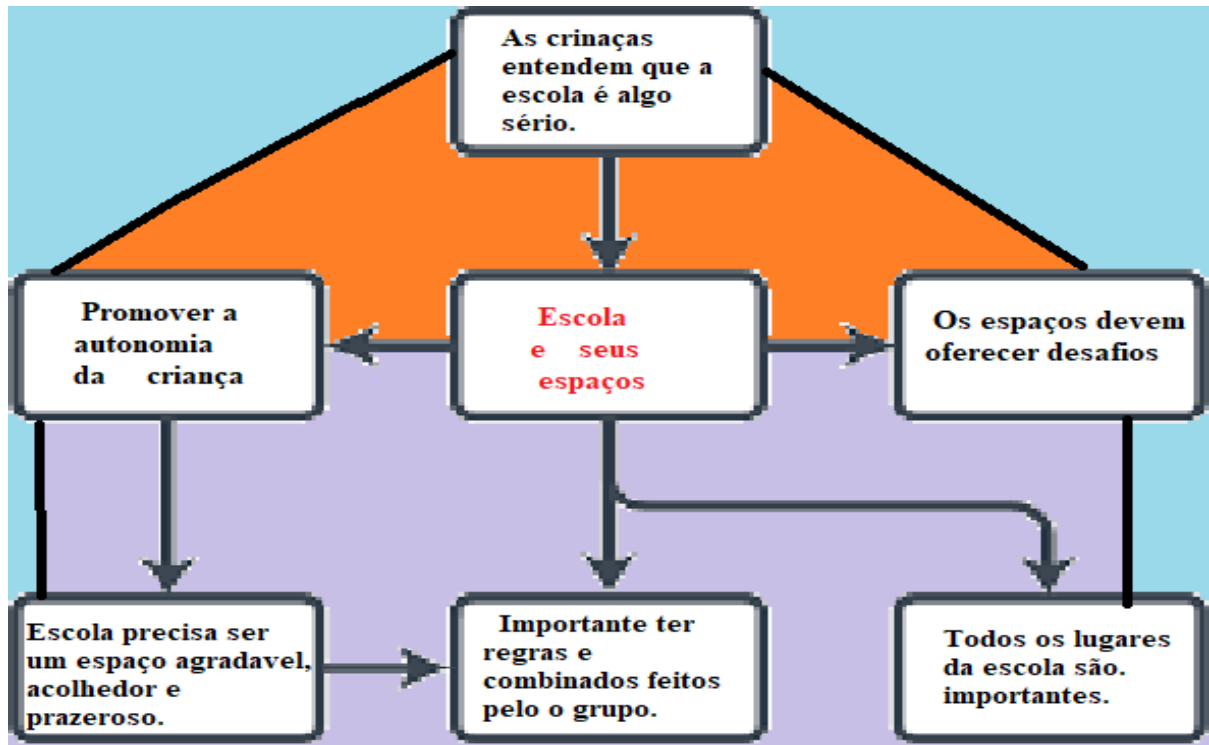 As crinaças
entendem que a
escola é algo
sério.
Promover a
autonomia
da criança
Escola
e seus
espaços
Os espaços devem
oferecer desafios
Escola precisa ser
um espaço agradavel,
acolhedor e
prazeroso.
Importante ter
regras e
combinados feitos
pelo o grupo.
Todos os lugares
da escola são.
importantes.